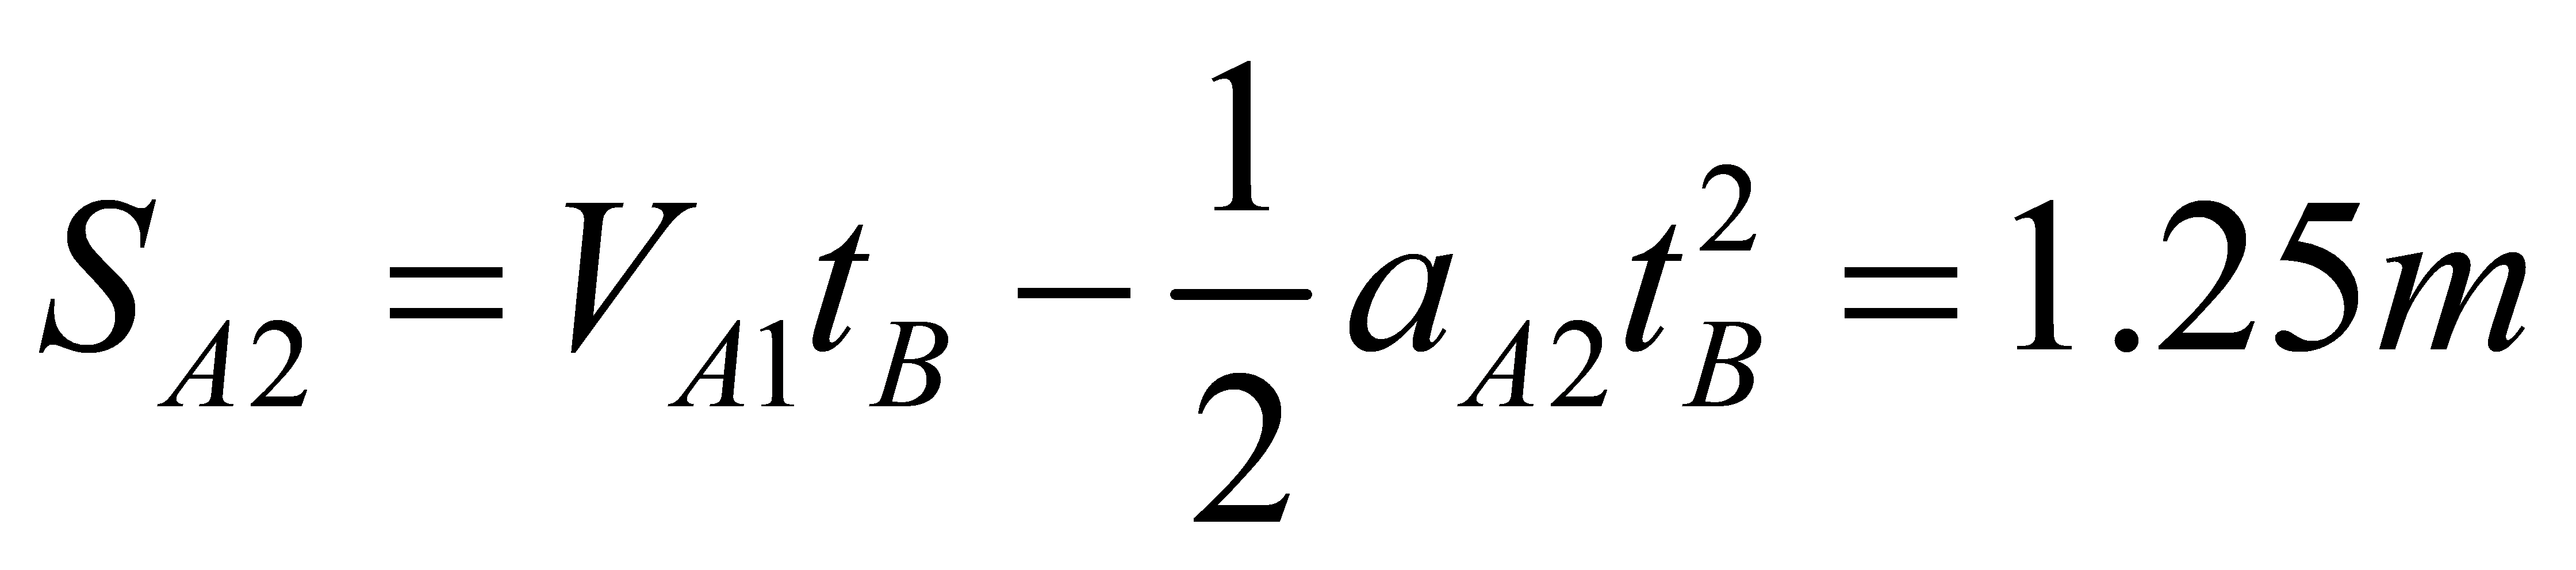 $S_{A2} = V_{A1} t_B - \frac{1}{2} a_{A2} t_B^2 = 1.25m$